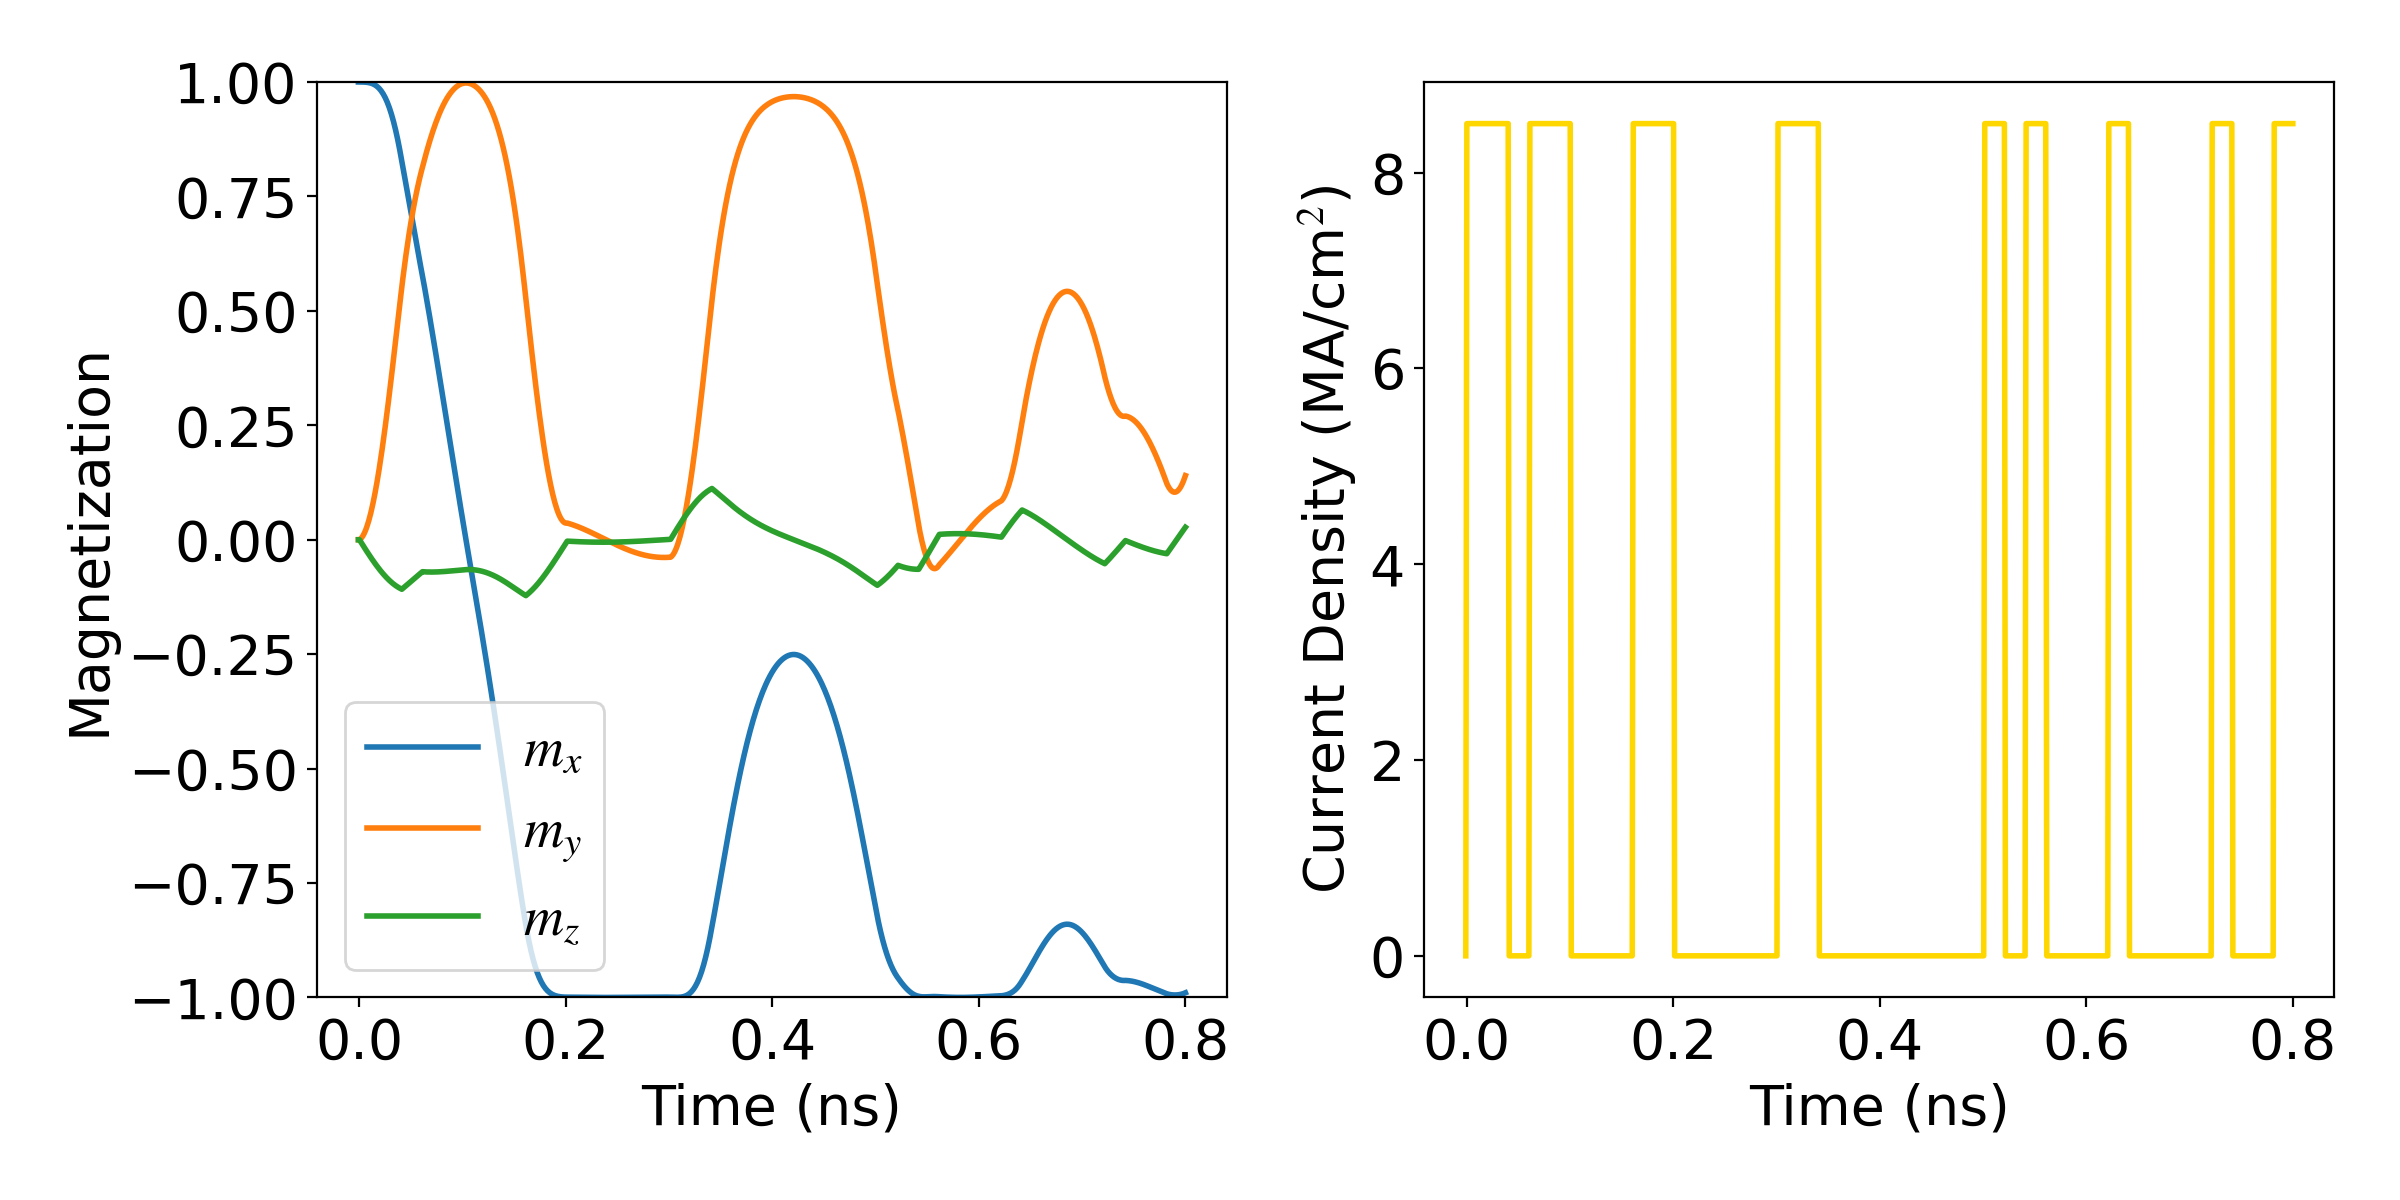 1.00
0.75
0.50
0.25
0.00
−0.25
−0.50
−0.75
−1.00
Magnetization
m_x
m_y
m_z
0.0 0.2 0.4 0.6 0.8
Time (ns)
8
6
4
2
0
Current Density (MA/cm²)
0.0 0.2 0.4 0.6 0.8
Time (ns)